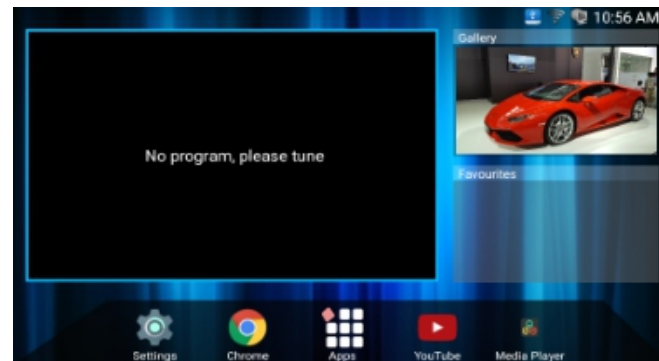 10:56 AM
Gallery
No program, please tune
Favourites
Settings
Chrome
Apps
YouTube
Media Player